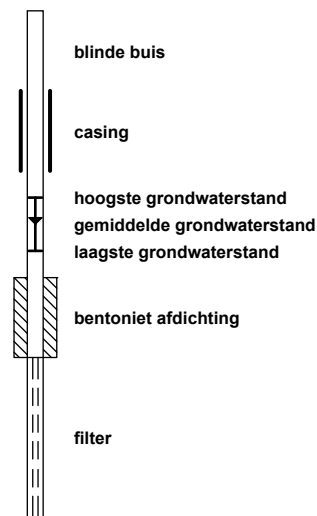 blinde buis
casing
hoogste grondwaterstand
gemiddelde grondwaterstand
laagste grondwaterstand
bentoniet afdichting
filter